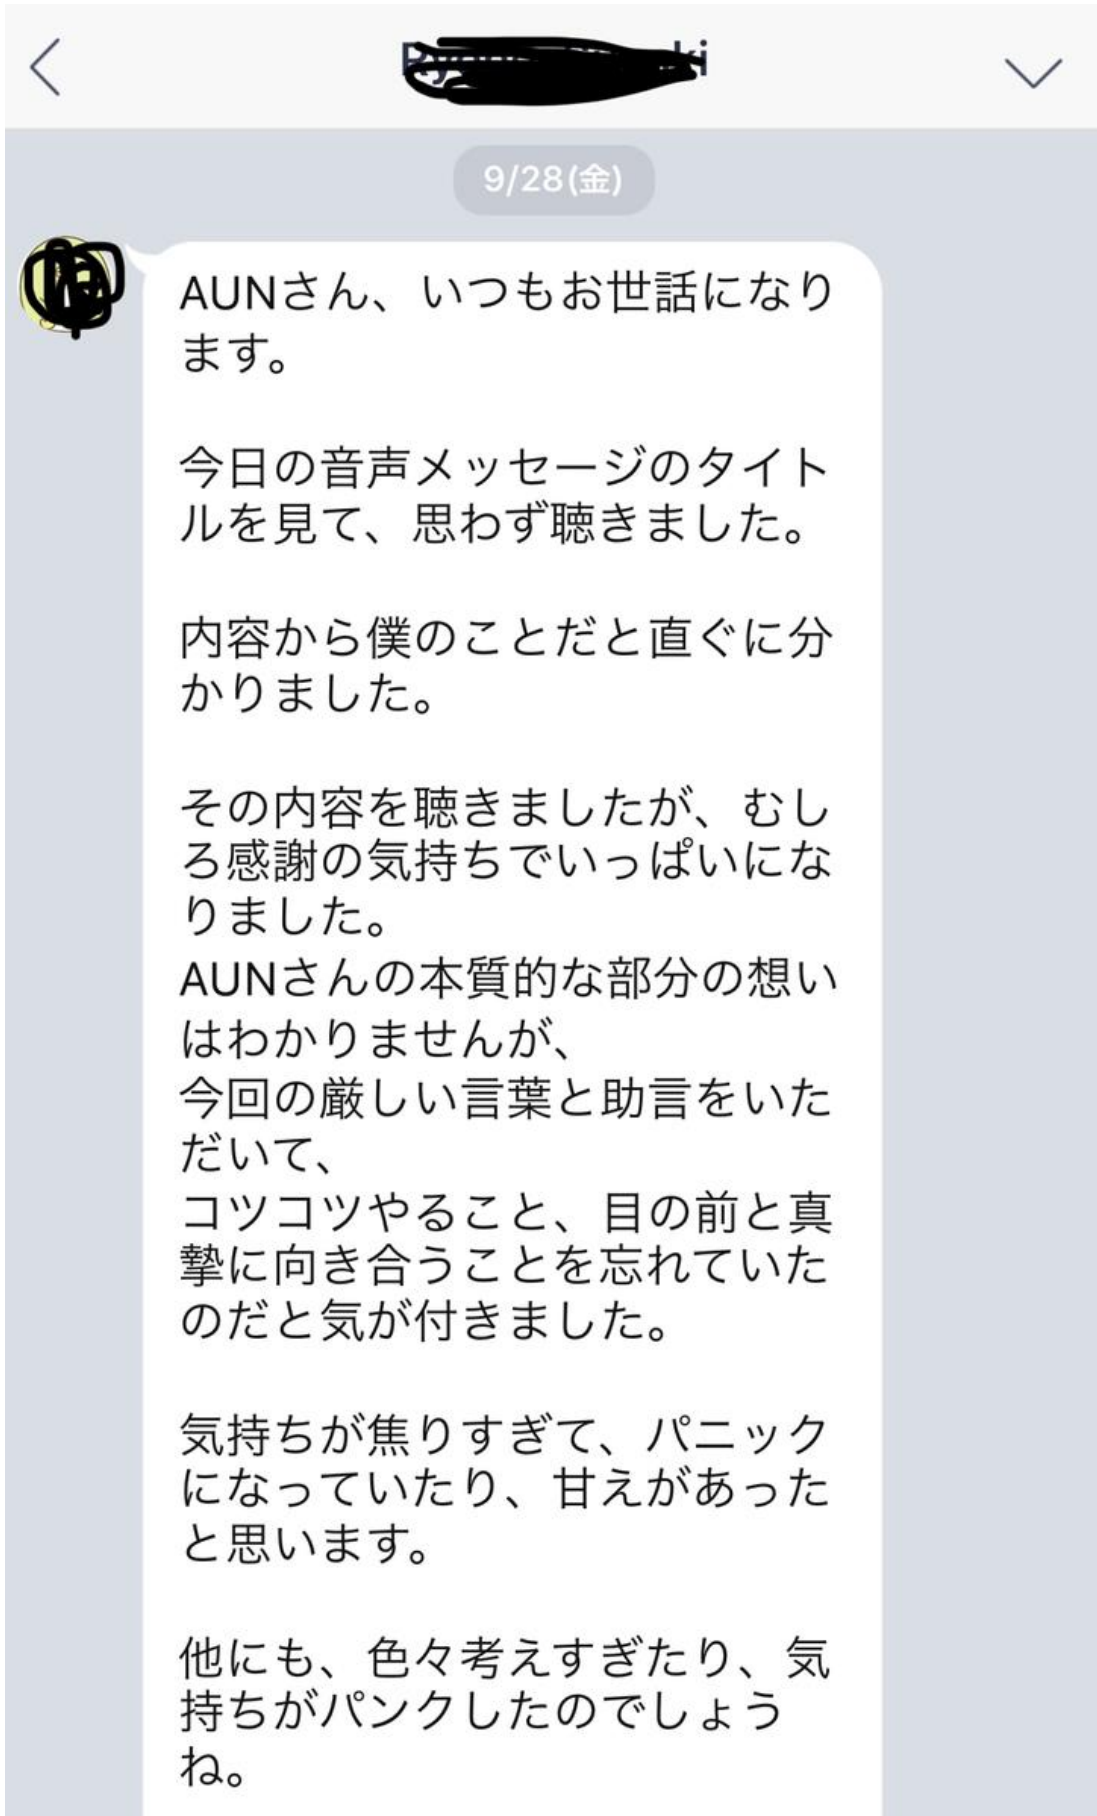 9/28(金)
AUNさん、いつもお世話になり
ます。
今日の音声メッセージのタイト
ルを見て、思わず聴きました。
内容から僕のことだと直ぐに分
かりました。
その内容を聴きましたが、むし
ろ感謝の気持ちでいっぱいにな
りました。
AUNさんの本質的な部分の想い
はわかりませんが、
今回の厳しい言葉と助言をいた
だいて、
コツコツやること、目の前と真
摯に向き合うことを忘れていた
のだと気が付きました。
気持ちが焦りすぎて、パニック
になっていたり、甘えがあった
と思います。
他にも、色々考えすぎたり、気
持ちがパンクしたのでしょう
ね。